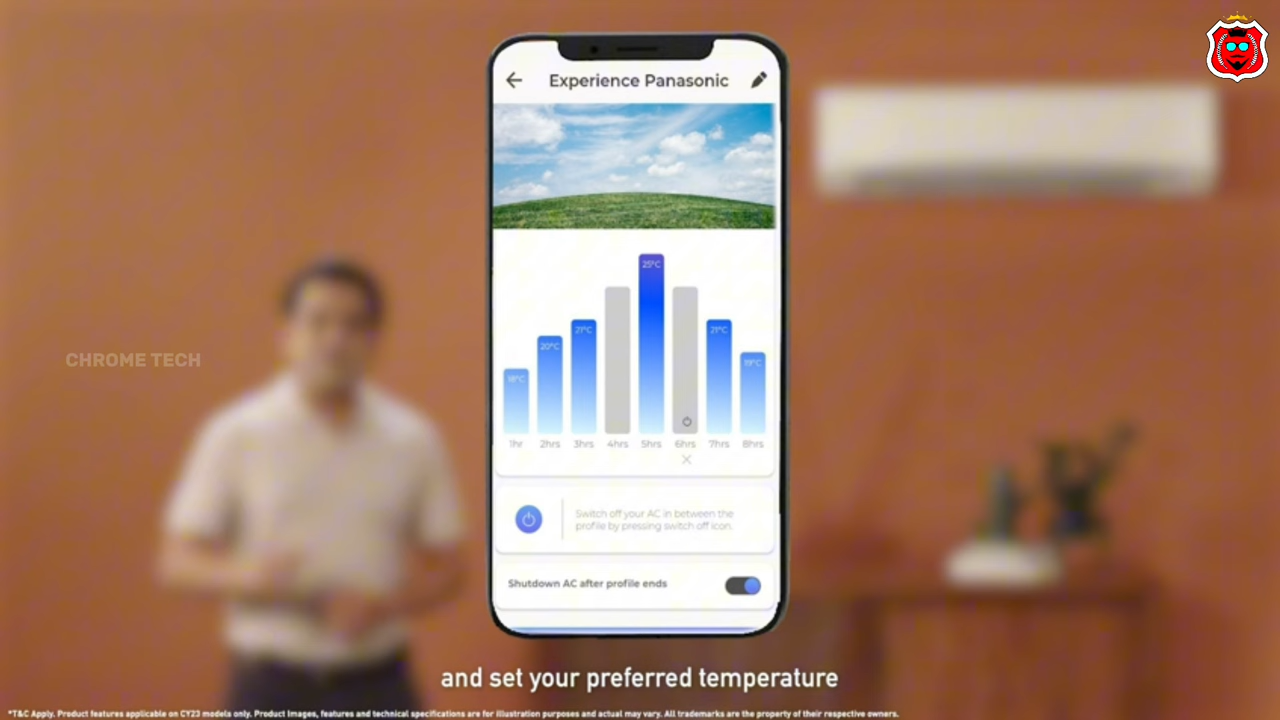 Experience Panasonic
25°C
21°C
21°C
20°C
19°C
18°C
CHROME TECH
1hr 2hrs 3hrs 4hrs 5hrs 6hrs 7hrs 8hrs
Switch off your AC in between the
profile by pressing switch off icon.
Shutdown AC after profile ends
and set your preferred temperature
*T&C Apply. Product features applicable on CY23 models only. Product Images, features and technical specifications are for illustration purposes and actual may vary. All trademarks are the property of their respective owners.